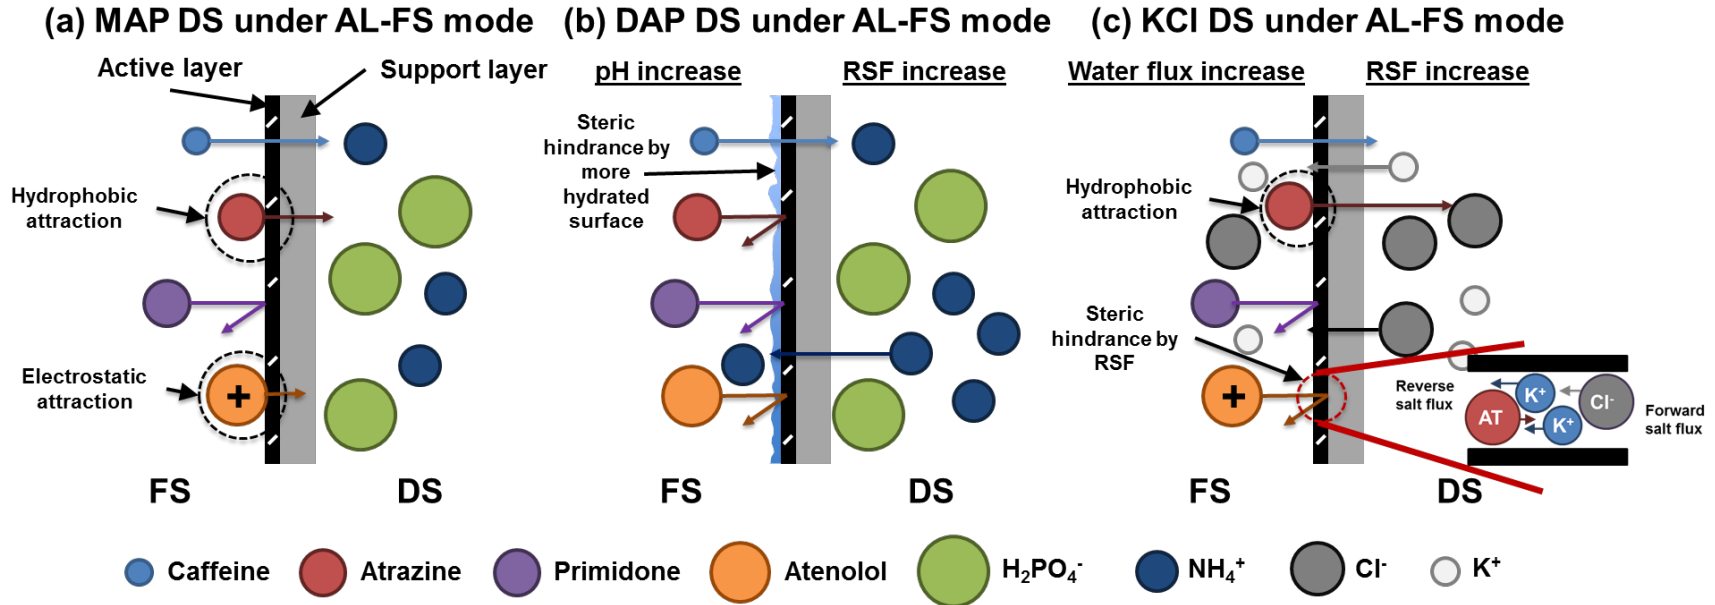 (a) MAP DS under AL-FS mode
Active layer
Support layer
Hydrophobic
attraction
Electrostatic
attraction
+
FS
DS
(b) DAP DS under AL-FS mode
pH increase
RSF increase
Steric
hindrance by
more
hydrated
surface
FS
DS
(c) KCl DS under AL-FS mode
Water flux increase
RSF increase
Hydrophobic
attraction
Steric
hindrance by
RSF
+
Reverse
salt flux
AT
K⁺
K⁺
Cl⁻
Forward
salt flux
FS
DS
Caffeine
Atrazine
Primidone
Atenolol
H₂PO₄⁻
NH₄⁺
Cl⁻
K⁺